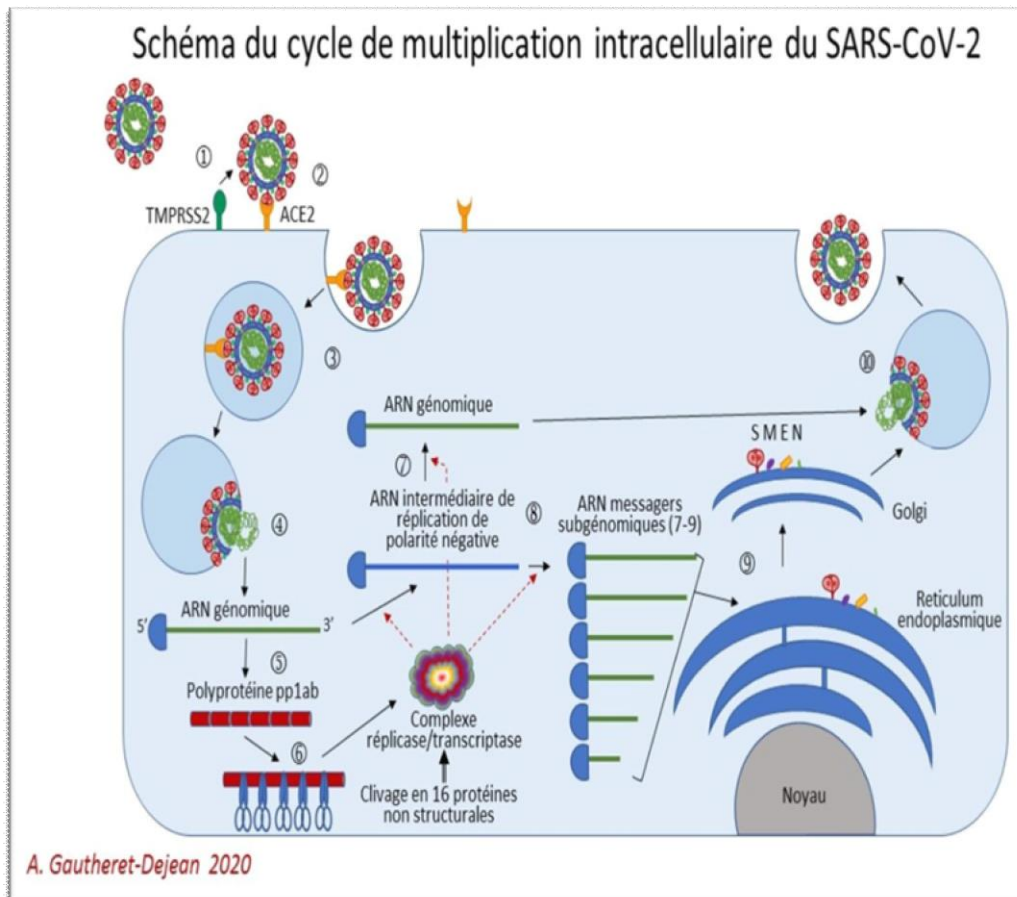 Schéma du cycle de multiplication intracellulaire du SARS-CoV-2
①
②
TMPRSS2
ACE2
③
⑩
ARN génomique
S M E N
⑦
ARN intermédiaire de
réplication de
polarité négative
⑧
ARN messagers
subgénomiques (7-9)
Golgi
④
⑨
ARN génomique
5'
3'
Reticulum
endoplasmique
⑤
Polyprotéine pp1ab
Complexe
réplicase/transcriptase
⑥
Clivage en 16 protéines
non structurales
Noyau
A. Gautheret-Dejean 2020